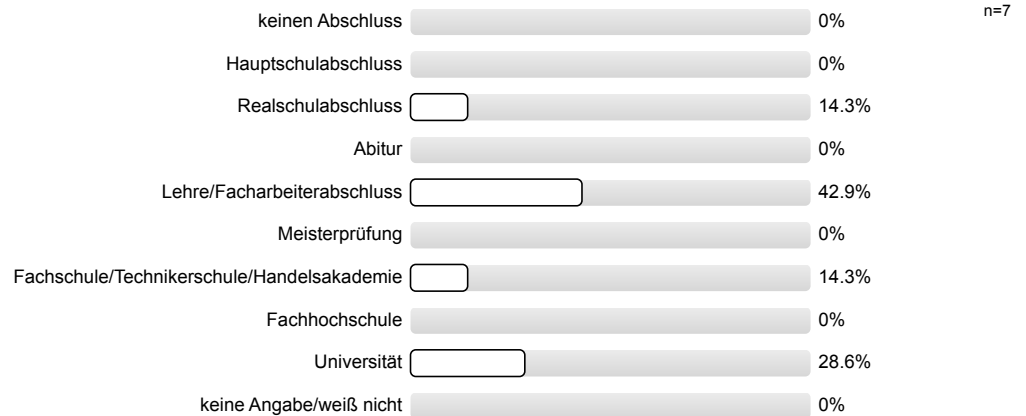 n=7
keinen Abschluss 0%
Hauptschulabschluss 0%
Realschulabschluss 14.3%
Abitur 0%
Lehre/Facharbeiterabschluss 42.9%
Meisterprüfung 0%
Fachschule/Technikerschule/Handelsakademie 14.3%
Fachhochschule 0%
Universität 28.6%
keine Angabe/weiß nicht 0%